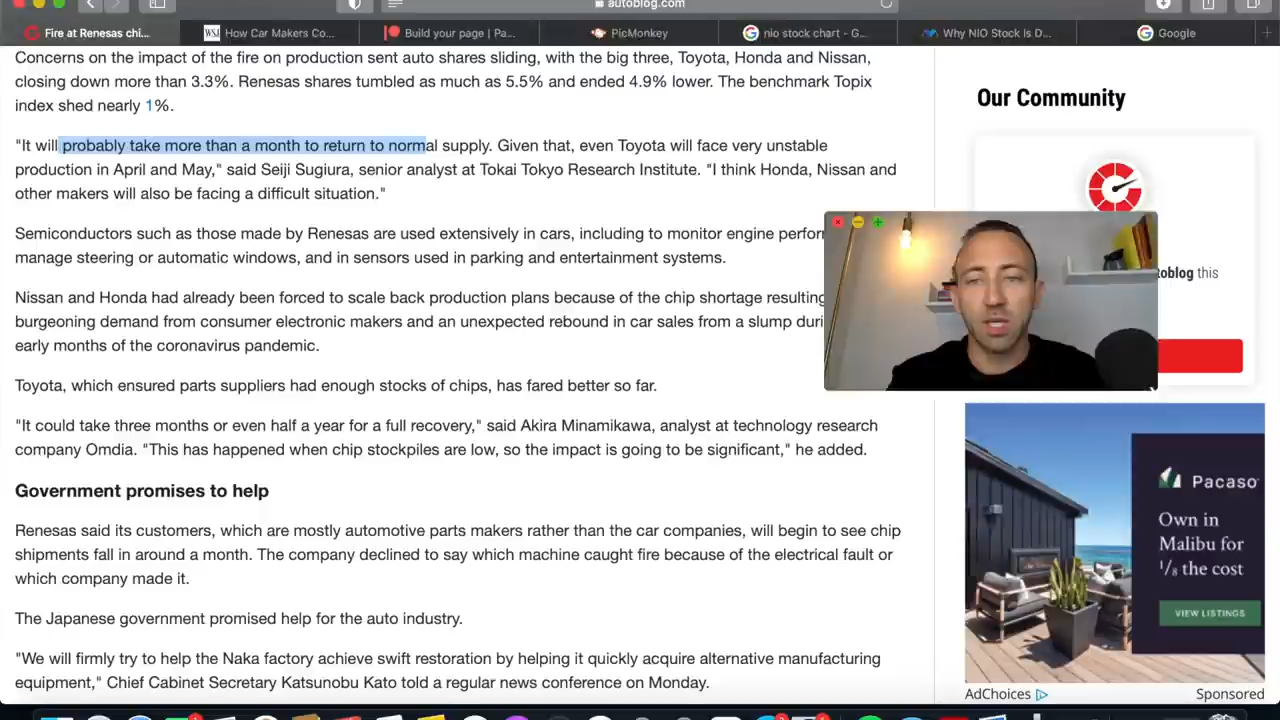 autoblog.com
Fire at Renesas chi...
WSJ How Car Makers Co...
Build your page | Pa...
PicMonkey
nio stock chart - G...
Why NIO Stock Is D...
Google
Concerns on the impact of the fire on production sent auto shares sliding, with the big three, Toyota, Honda and Nissan,
closing down more than 3.3%. Renesas shares tumbled as much as 5.5% and ended 4.9% lower. The benchmark Topix
index shed nearly 1%.
"It will probably take more than a month to return to normal supply. Given that, even Toyota will face very unstable
production in April and May," said Seiji Sugiura, senior analyst at Tokai Tokyo Research Institute. "I think Honda, Nissan and
other makers will also be facing a difficult situation."
Semiconductors such as those made by Renesas are used extensively in cars, including to monitor engine perfor
manage steering or automatic windows, and in sensors used in parking and entertainment systems.
Nissan and Honda had already been forced to scale back production plans because of the chip shortage resulting
burgeoning demand from consumer electronic makers and an unexpected rebound in car sales from a slump duri
early months of the coronavirus pandemic.
Toyota, which ensured parts suppliers had enough stocks of chips, has fared better so far.
"It could take three months or even half a year for a full recovery," said Akira Minamikawa, analyst at technology research
company Omdia. "This has happened when chip stockpiles are low, so the impact is going to be significant," he added.
Government promises to help
Renesas said its customers, which are mostly automotive parts makers rather than the car companies, will begin to see chip
shipments fall in around a month. The company declined to say which machine caught fire because of the electrical fault or
which company made it.
The Japanese government promised help for the auto industry.
"We will firmly try to help the Naka factory achieve swift restoration by helping it quickly acquire alternative manufacturing
equipment," Chief Cabinet Secretary Katsunobu Kato told a regular news conference on Monday.
Our Community
toblog this
Pacaso
Own in
Malibu for
1/8 the cost
VIEW LISTINGS
AdChoices
Sponsored